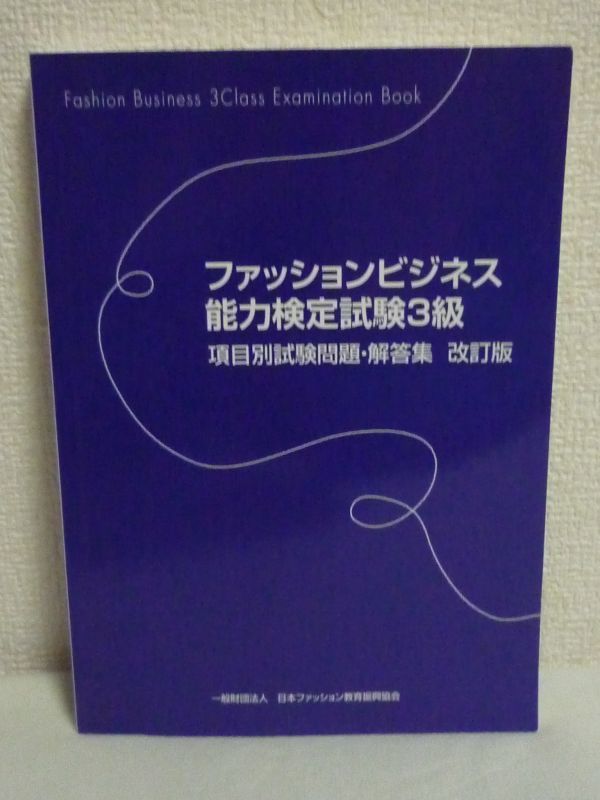 Fashion Business 3Class Examination Book
ファッションビジネス
能力検定試験3級
項目別試験問題・解答集 改訂版
一般財団法人 日本ファッション教育振興協会